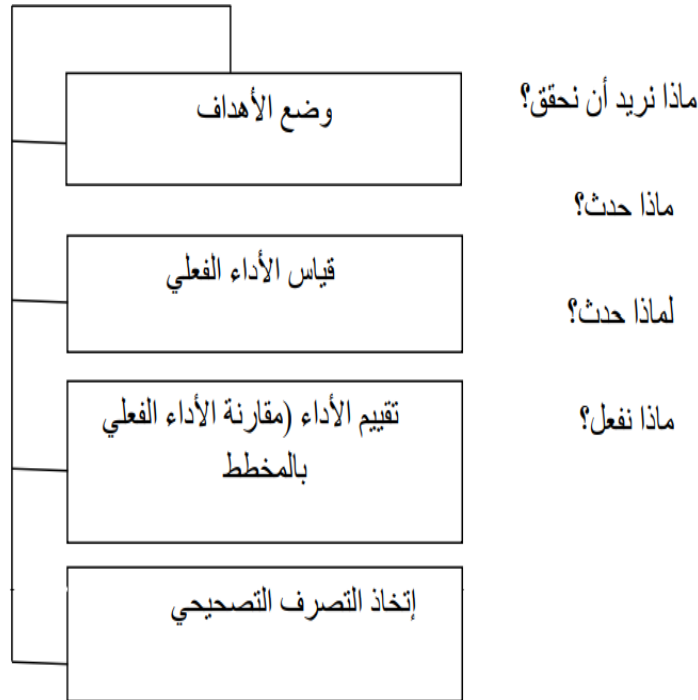 وضع الأهداف
ماذا نريد أن نحقق؟
ماذا حدث؟
قياس الأداء الفعلي
لماذا حدث؟
تقييم الأداء (مقارنة الأداء الفعلي
بالمخطط
ماذا نفعل؟
إتخاذ التصرف التصحيحي